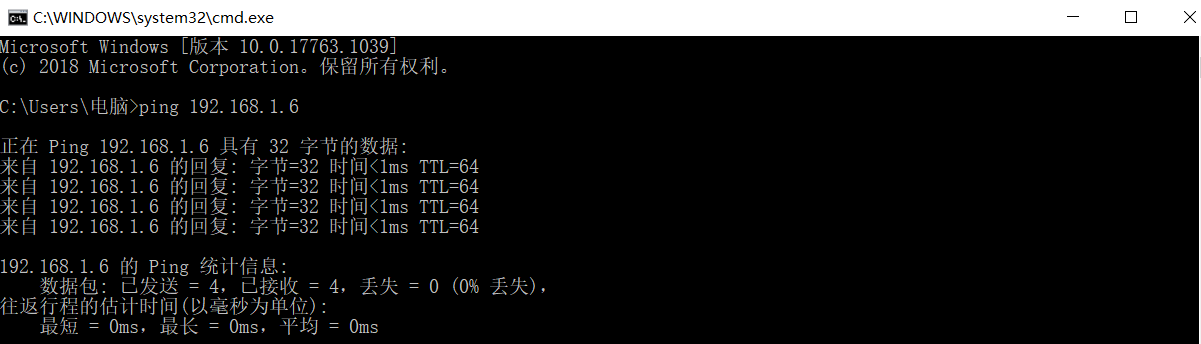 C:\WINDOWS\system32\cmd.exe
Microsoft Windows [版本 10.0.17763.1039]
(c) 2018 Microsoft Corporation。保留所有权利。
C:\Users\电脑>ping 192.168.1.6
正在 Ping 192.168.1.6 具有 32 字节的数据:
来自 192.168.1.6 的回复: 字节=32 时间<1ms TTL=64
来自 192.168.1.6 的回复: 字节=32 时间<1ms TTL=64
来自 192.168.1.6 的回复: 字节=32 时间<1ms TTL=64
来自 192.168.1.6 的回复: 字节=32 时间<1ms TTL=64
192.168.1.6 的 Ping 统计信息:
数据包: 已发送 = 4，已接收 = 4，丢失 = 0 (0% 丢失)，
往返行程的估计时间(以毫秒为单位):
最短 = 0ms，最长 = 0ms，平均 = 0ms